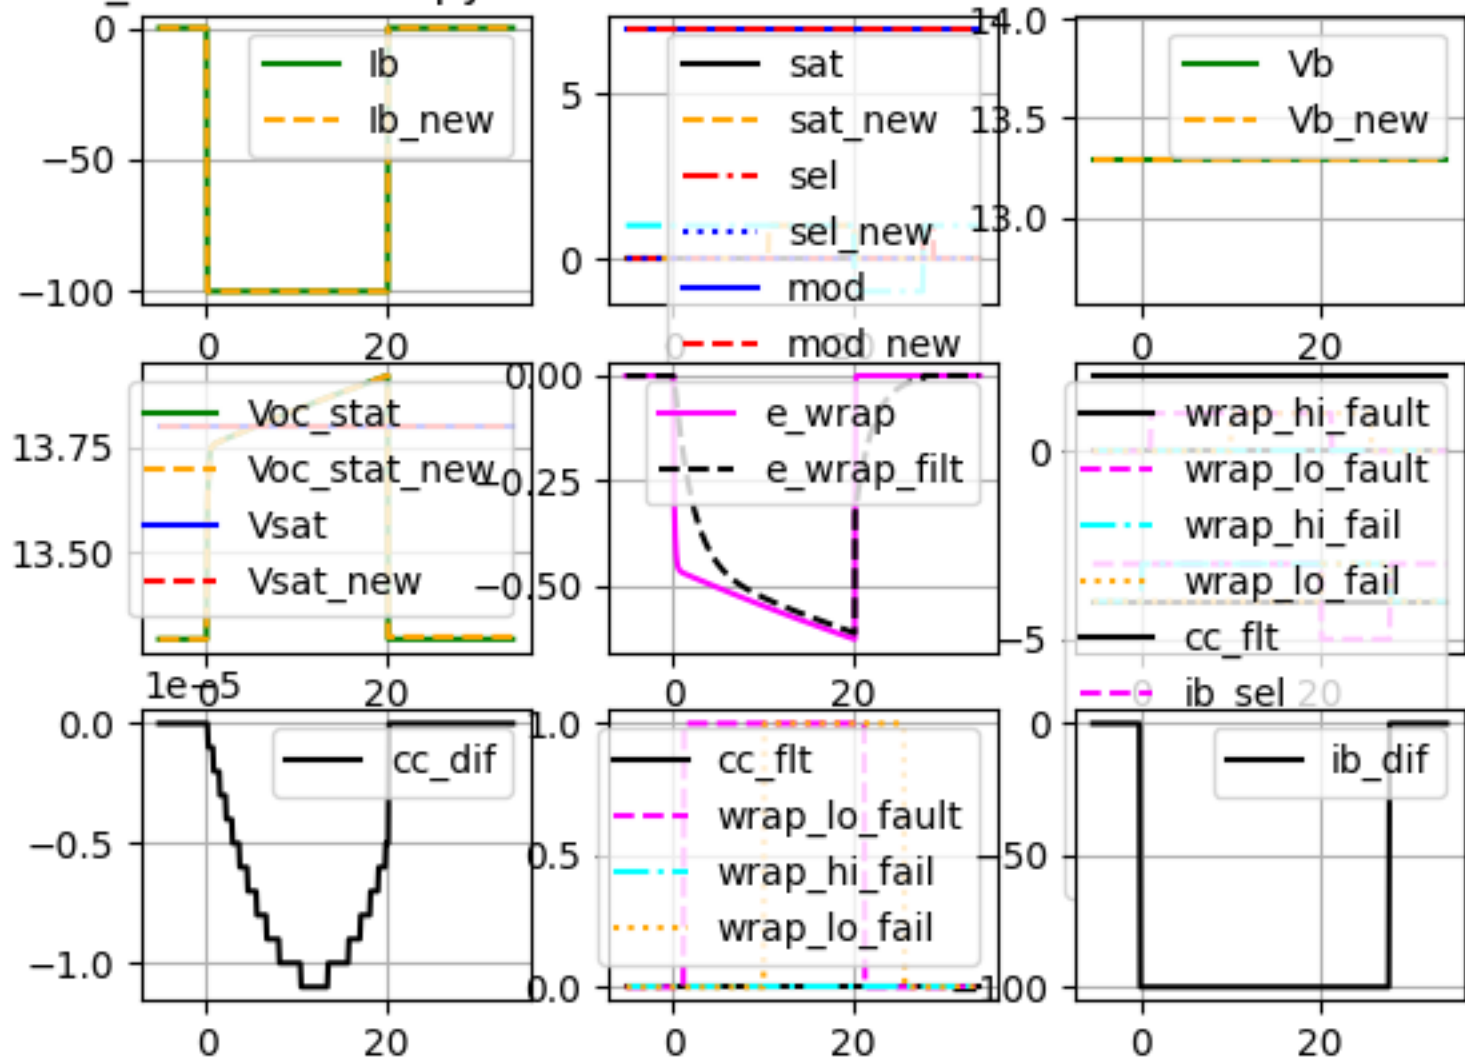 0
−50
−100
0
20
Ib
Ib_new
5
0
0
sat
sat_new
sel
sel_new
mod
mod_new
14.0
13.5
13.0
0
20
Vb
Vb_new
13.75
13.50
0
20
Voc_stat
Voc_stat_new
Vsat
Vsat_new
0.00
−0.25
−0.50
0
20
e_wrap
e_wrap_filt
0
−5
0
20
wrap_hi_fault
wrap_lo_fault
wrap_hi_fail
wrap_lo_fail
cc_flt
ib_sel
1e−5
0.0
−0.5
−1.0
0
20
cc_dif
1.0
0.5
0.0
0
20
cc_flt
wrap_lo_fault
wrap_hi_fail
wrap_lo_fail
0
−50
−100
0
20
ib_dif